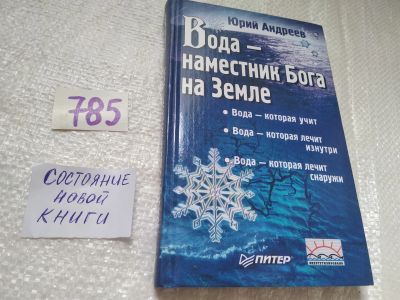 Юрий Андреев
Вода –
наместник Бога
на Земле
• Вода – которая учит
• Вода – которая лечит
изнутри
• Вода – которая лечит
снаружи
ПИТЕР
785
СОСТОЯНИЕ
НОВОЙ
КНИГИ